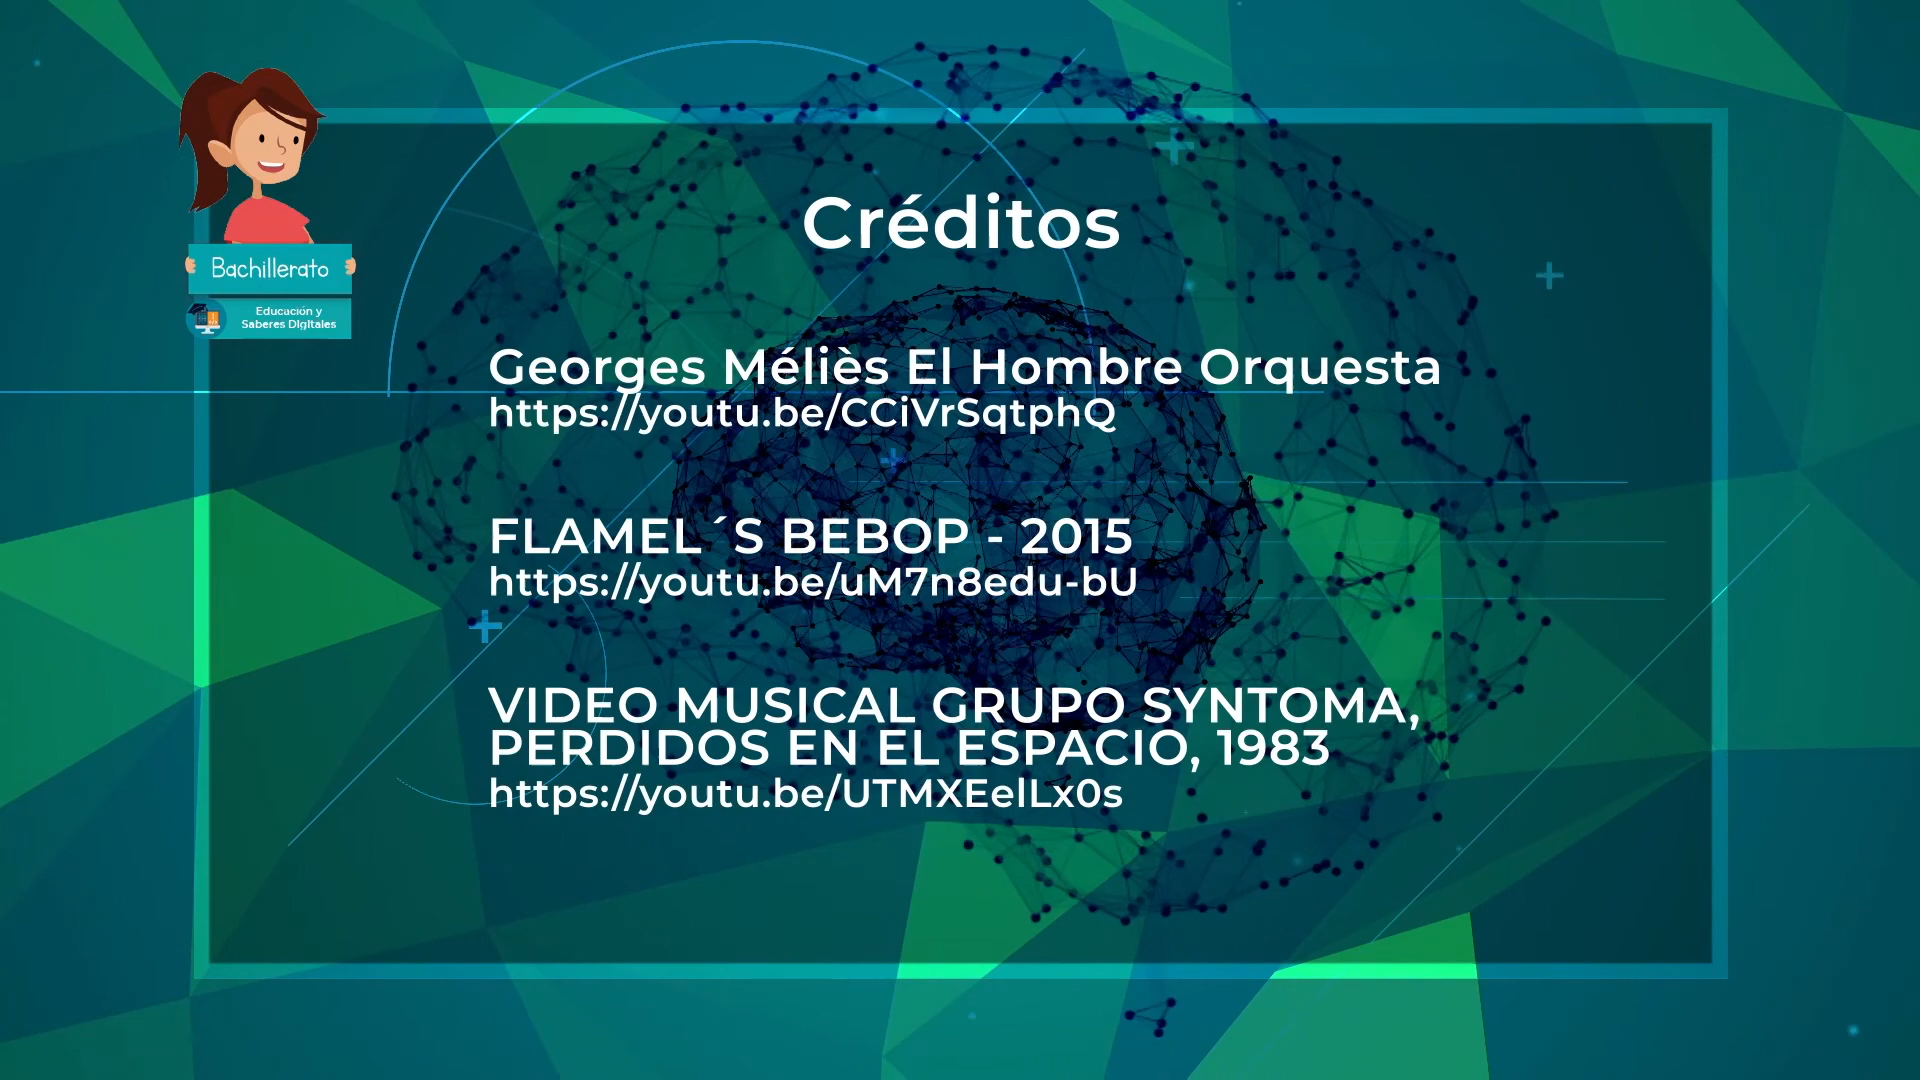 Bachillerato
Educación y
Saberes Digitales
Créditos
Georges Méliès El Hombre Orquesta
https://youtu.be/CCiVrSqtphQ
FLAMEL´S BEBOP - 2015
https://youtu.be/uM7n8edu-bU
VIDEO MUSICAL GRUPO SYNTOMA,
PERDIDOS EN EL ESPACIO, 1983
https://youtu.be/UTMXEelLx0s